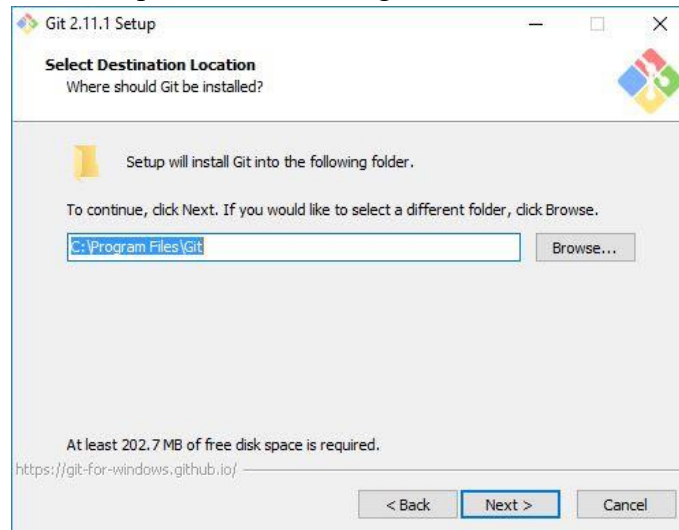 Git 2.11.1 Setup
Select Destination Location
Where should Git be installed?
Setup will install Git into the following folder.
To continue, click Next. If you would like to select a different folder, click Browse.
C:\Program Files\Git
Browse...
At least 202.7 MB of free disk space is required.
https://git-for-windows.github.io/
< Back Next > Cancel